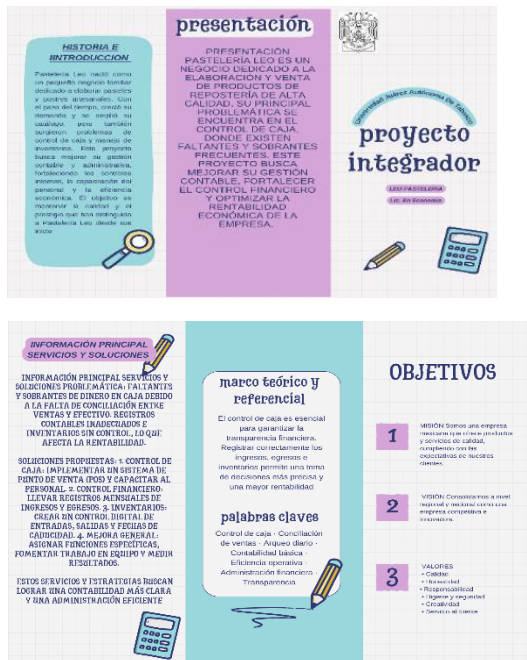 HISTORIA E
IINTRODUCCION
Pastelería Leo nació como
un pequeño negocio familiar
dedicado a elaborar pasteles
y postres artesanales. Con
el paso del tiempo, creció su
demanda y se amplió su
catálogo, pero también
surgieron problemas de
control de caja y manejo de
inventarios. Este proyecto
busca mejorar su gestión
contable y administrativa,
fortaleciendo los controles
internos, la capacitación del
personal y la eficiencia
económica. El objetivo es
mantener la calidad y el
prestigio que han distinguido
a Pastelería Leo desde sus
inicio
presentación
PRESENTACIÓN
PASTELERÍA LEO ES UN
NEGOCIO DEDICADO A LA
ELABORACIÓN Y VENTA
DE PRODUCTOS DE
REPOSTERÍA DE ALTA
CALIDAD. SU PRINCIPAL
PROBLEMÁTICA SE
ENCUENTRA EN EL
CONTROL DE CAJA,
DONDE EXISTEN
FALTANTES Y SOBRANTES
FRECUENTES. ESTE
PROYECTO BUSCA
MEJORAR SU GESTIÓN
CONTABLE, FORTALECER
EL CONTROL FINANCIERO
Y OPTIMIZAR LA
RENTABILIDAD
ECONÓMICA DE LA
EMPRESA.
Universidad Juárez Autónoma De Tabasco
proyecto
integrador
LEO PASTELERIA
Lic. En Economia
INFORMACIÓN PRINCIPAL
SERVICIOS Y SOLUCIONES
INFORMACIÓN PRINCIPAL SERVICIOS Y
SOLUCIONES PROBLEMÁTICA: FALTANTES
Y SOBRANTES DE DINERO EN CAJA DEBIDO
A LA FALTA DE CONCILIACIÓN ENTRE
VENTAS Y EFECTIVO. REGISTROS
CONTABLES INADECUADOS E
INVENTARIOS SIN CONTROL, LO QUE
AFECTA LA RENTABILIDAD.
SOLUCIONES PROPUESTAS: 1. CONTROL DE
CAJA: IMPLEMENTAR UN SISTEMA DE
PUNTO DE VENTA (POS) Y CAPACITAR AL
PERSONAL. 2. CONTROL FINANCIERO:
LLEVAR REGISTROS MENSUALES DE
INGRESOS Y EGRESOS. 3. INVENTARIOS:
CREAR UN CONTROL DIGITAL DE
ENTRADAS, SALIDAS Y FECHAS DE
CADUCIDAD. 4. MEJORA GENERAL:
ASIGNAR FUNCIONES ESPECÍFICAS,
FOMENTAR TRABAJO EN EQUIPO Y MEDIR
RESULTADOS.
ESTOS SERVICIOS Y ESTRATEGIAS BUSCAN
LOGRAR UNA CONTABILIDAD MÁS CLARA
Y UNA ADMINISTRACIÓN EFICIENTE
marco teórico y
referencial
El control de caja es esencial
para garantizar la
transparencia financiera.
Registrar correctamente los
ingresos, egresos e
inventarios permite una toma
de decisiones más precisa y
una mayor rentabilidad
palabras claves
Control de caja · Conciliación
de ventas · Arqueo diario ·
Contabilidad básica ·
Eficiencia operativa ·
Administración financiera ·
Transparencia
OBJETIVOS
1
MISIÓN Somos una empresa
mexicana que ofrece productos
y servicios de calidad,
cumpliendo con las
expectativas de nuestros
clientes.
2
VISIÓN Consolidarnos a nivel
regional y nacional como una
empresa competitiva e
innovadora.
3
VALORES
• Calidad
• Honestidad
• Responsabilidad
• Higiene y seguridad
• Creatividad
• Servicio al cliente